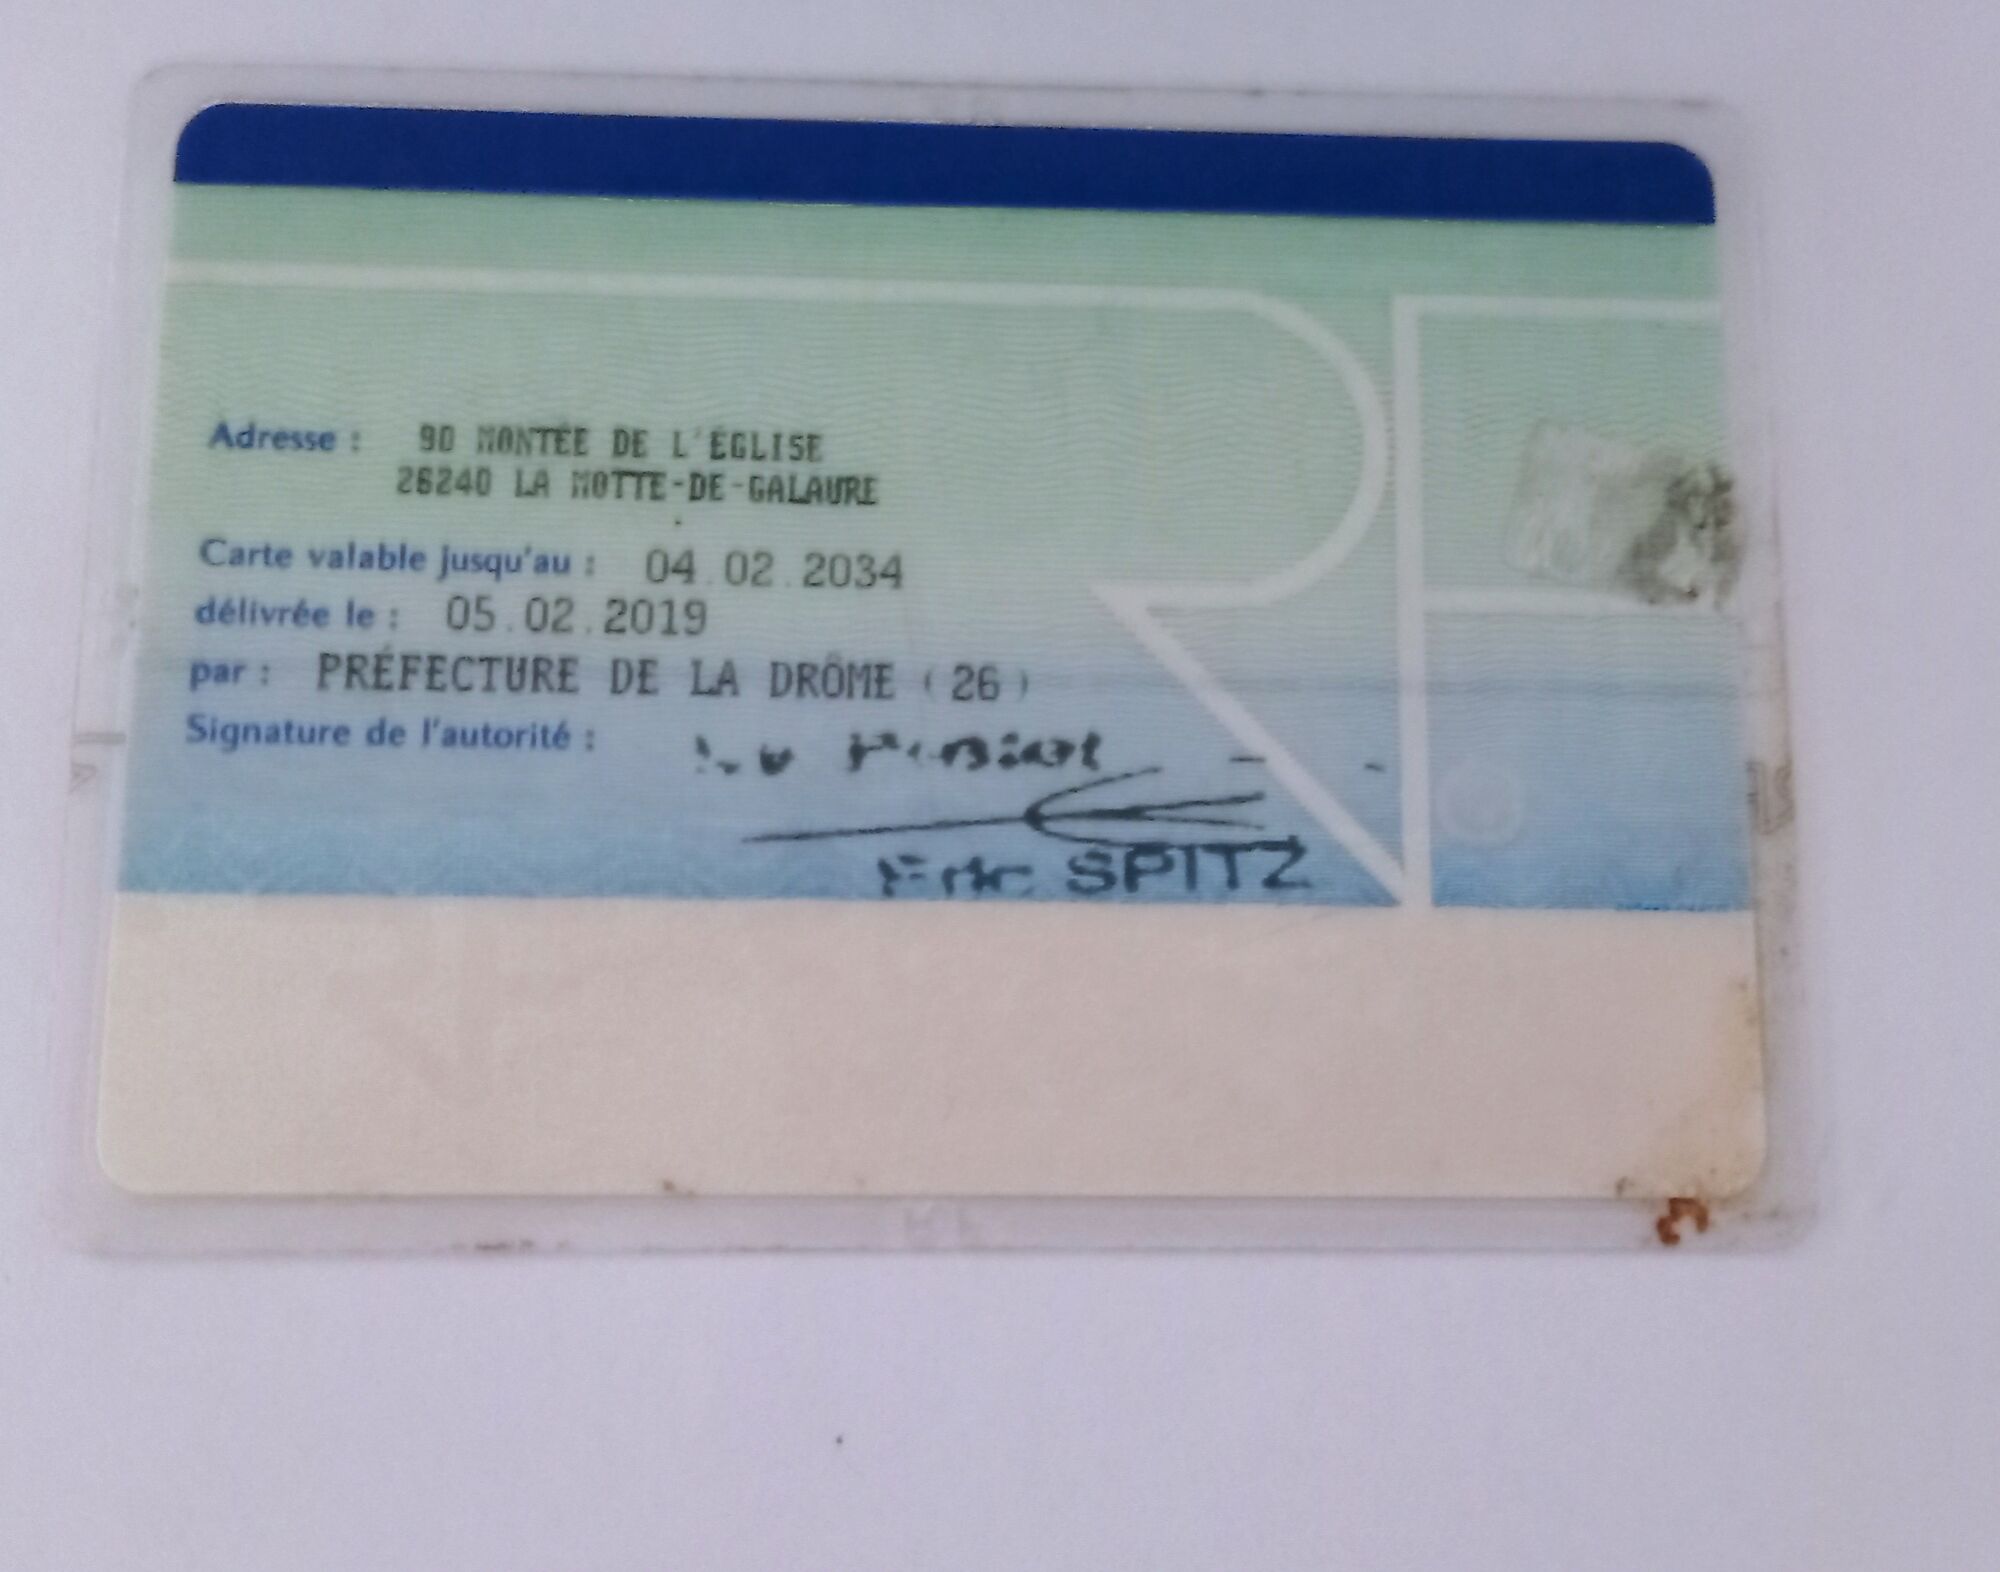 Adresse : 90 MONTÉE DE L'ÉGLISE
26240 LA MOTTE-DE-GALAURE
Carte valable jusqu'au : 04.02.2034
délivrée le : 05.02.2019
par : PRÉFECTURE DE LA DRÔME (26)
Signature de l'autorité :
SPITZ